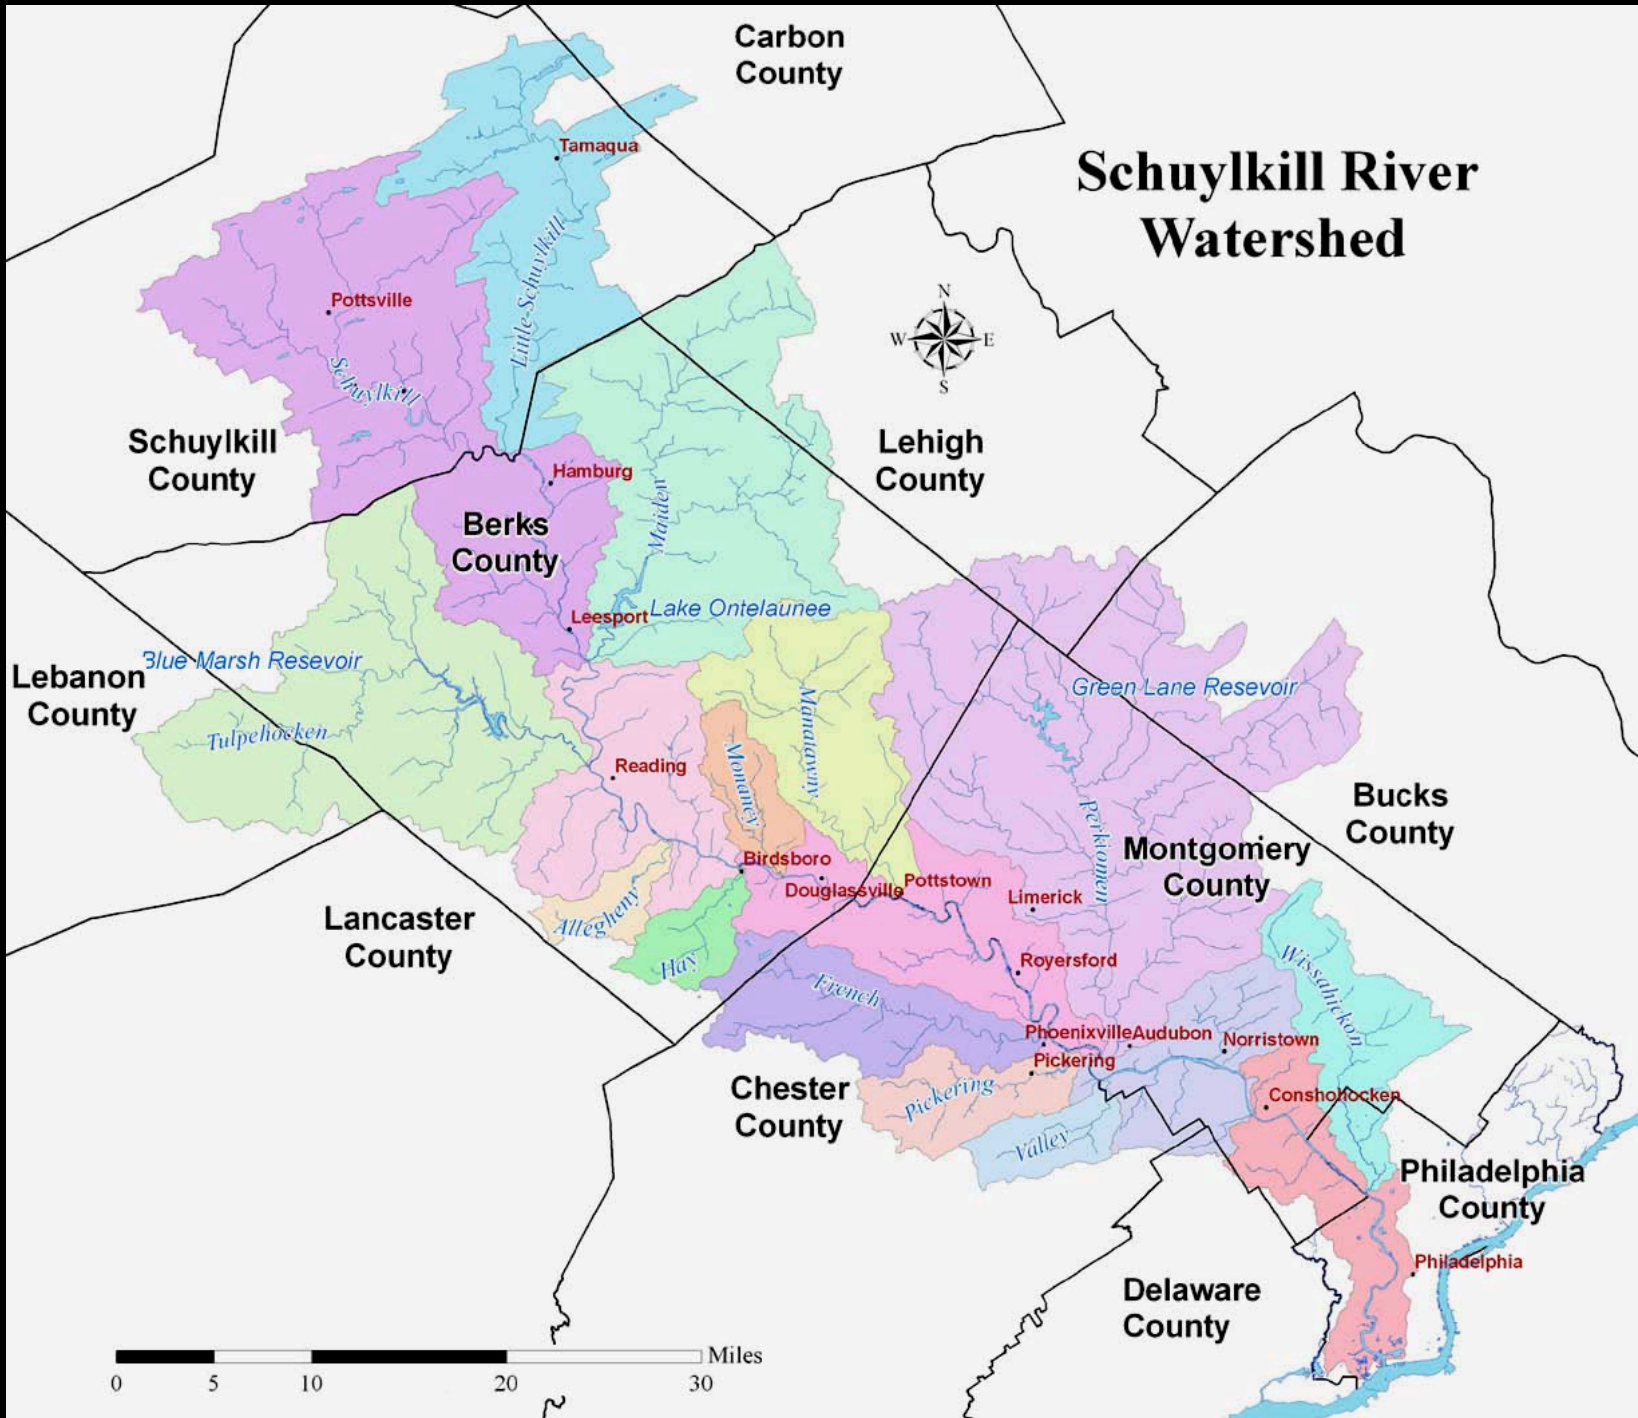 Carbon
County
Schuylkill River
Watershed
Tamaqua
Little-Schuylkill
N
W
E
S
Pottsville
Schuylkill
Schuylkill
County
Lehigh
County
Hamburg
Maiden
Berks
County
Leesport
Lake Ontelaunee
Blue Marsh Resevoir
Lebanon
County
Green Lane Resevoir
Tulpehocken
Manatawny
Monancy
Reading
Perkiomen
Bucks
County
Montgomery
County
Birdsboro
Douglassville
Pottstown
Limerick
Allegheny
Lancaster
County
Hay
Royersford
French
Wissahickon
Phoenixville
Audubon
Norristown
Pickering
Pickering
Chester
County
Conshohocken
Valley
Philadelphia
County
Philadelphia
Delaware
County
Miles
0 5 10 20 30